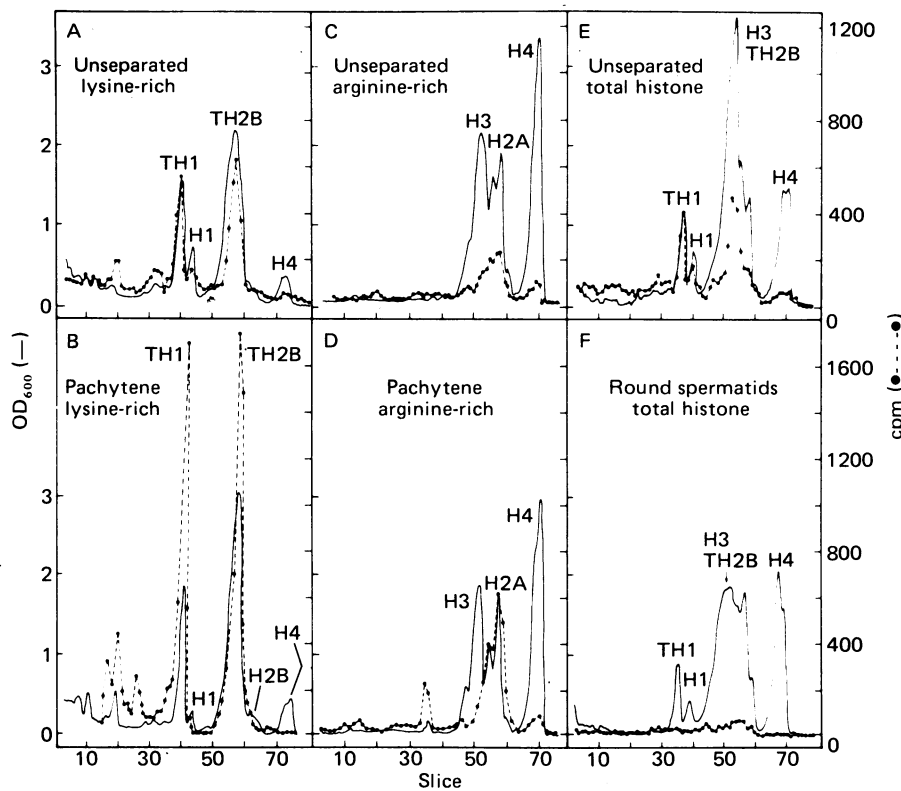 A
Unseparated
lysine-rich
TH1
H1
TH2B
H4
C
Unseparated
arginine-rich
H3
H2A
H4
E
Unseparated
total histone
TH1
H1
H3
TH2B
H4
3
2
1
0
1200
800
400
0
B
Pachytene
lysine-rich
TH1
H1
TH2B
H2B
H4
D
Pachytene
arginine-rich
H3
H2A
H4
F
Round spermatids
total histone
TH1
H1
H3
TH2B
H4
3
2
1
0
1600
1200
800
400
0
10 30 50 70 10 30 50 70 10 30 50 70
Slice
OD600 (—)
cpm (●----●)